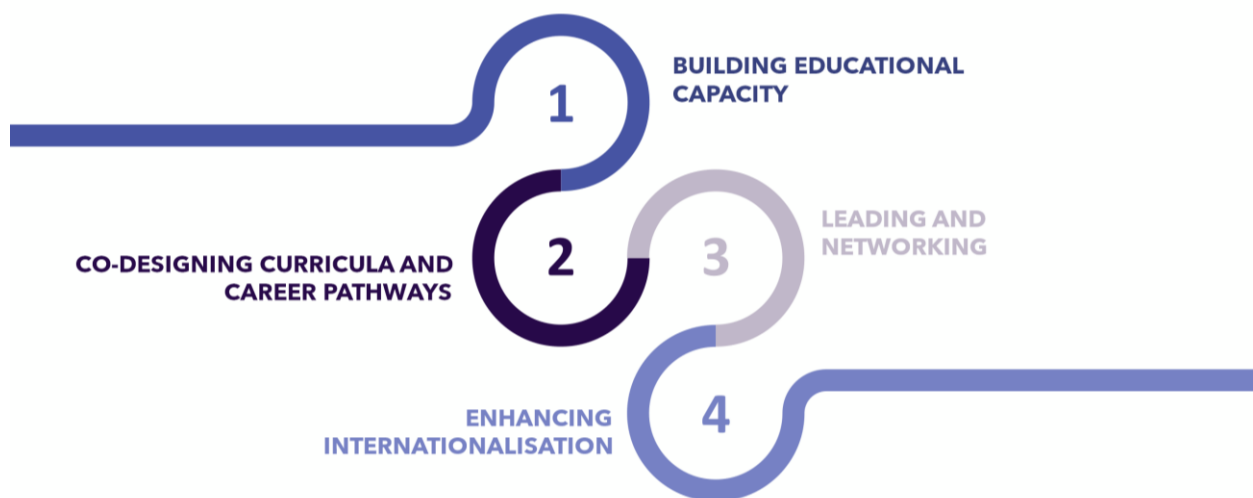 1
BUILDING EDUCATIONAL
CAPACITY
2
CO-DESIGNING CURRICULA AND
CAREER PATHWAYS
3
LEADING AND
NETWORKING
4
ENHANCING
INTERNATIONALISATION